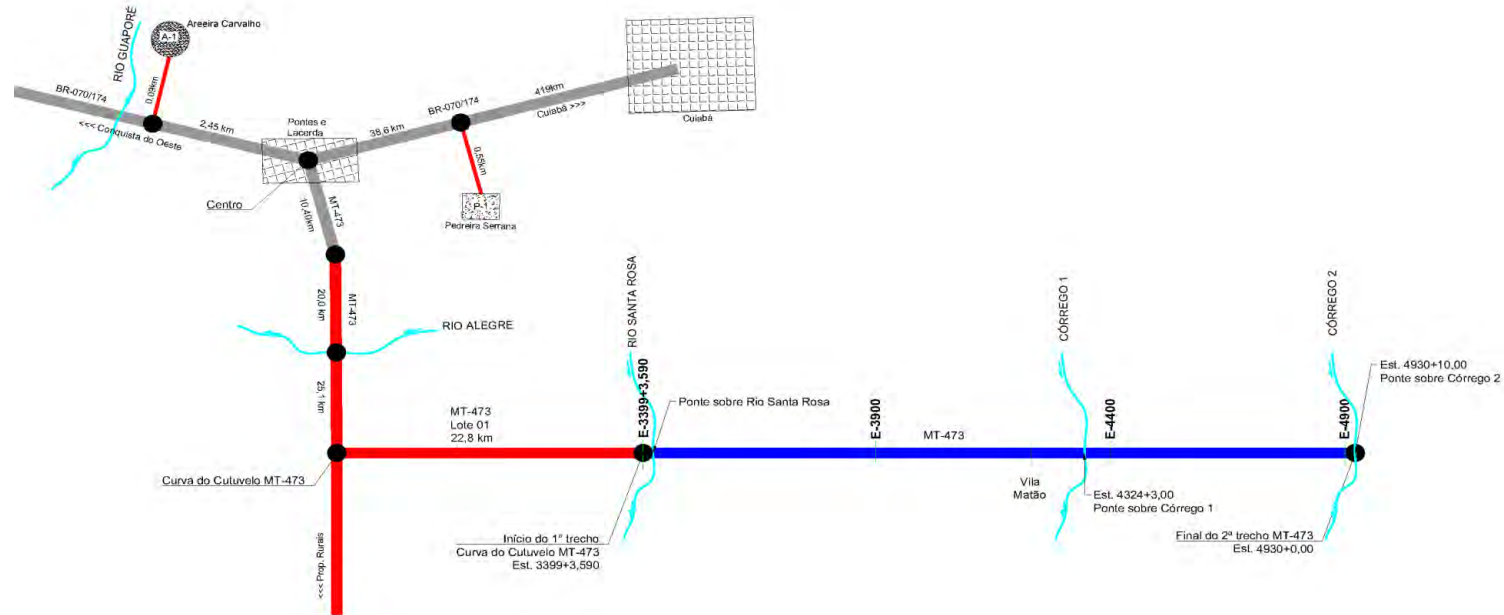 Areeira Carvalho
A-1
RIO GUAPORÉ
0,09km
BR-070/174
<<< Conquista do Oeste
2,45 km
Pontes e
Lacerda
Centro
38,6 km
BR-070/174
419km
Cuiabá >>>
Cuiabá
0,55km
P-1
Pedreira Serrana
MT-473
10,40km
MT-473
20,0 km
RIO ALEGRE
25,1 km
MT-473
Lote 01
22,8 km
Curva do Cutuvelo MT-473
<<< Prop. Rurais
RIO SANTA ROSA
E-3399+3,590
Ponte sobre Rio Santa Rosa
Início do 1° trecho
Curva do Cutuvelo MT-473
Est. 3399+3,590
E-3900
MT-473
Vila
Matão
CÓRREGO 1
E-4400
Est. 4324+3,00
Ponte sobre Córrego 1
CÓRREGO 2
E-4900
Est. 4930+10,00
Ponte sobre Córrego 2
Final do 2ª trecho MT-473
Est. 4930+0,00